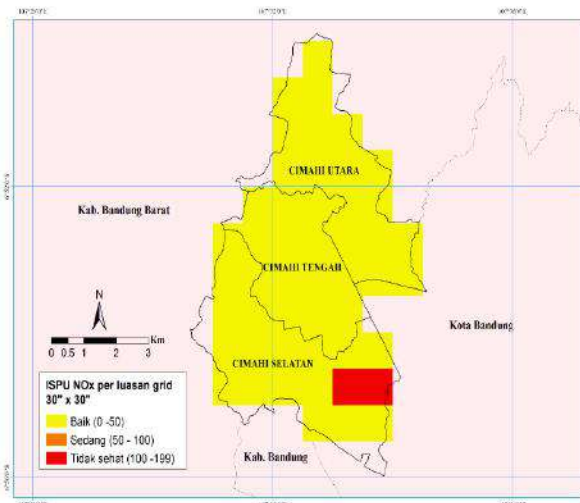 CIMAHI UTARA
Kab. Bandung Barat
CIMAHI TENGAH
N
Kota Bandung
Km
0 0.5 1 2 3
CIMAHI SELATAN
ISPU NOx per luasan grid
30" x 30"
Baik (0 -50)
Sedang (50 - 100)
Tidak sehat (100 -199)
Kab. Bandung